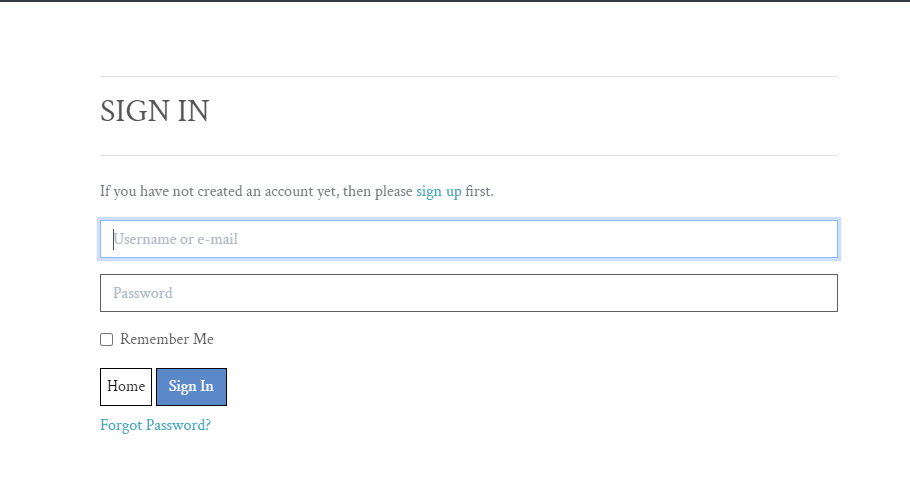 SIGN IN
If you have not created an account yet, then please sign up first.
Username or e-mail
Password
Remember Me
Home Sign In
Forgot Password?